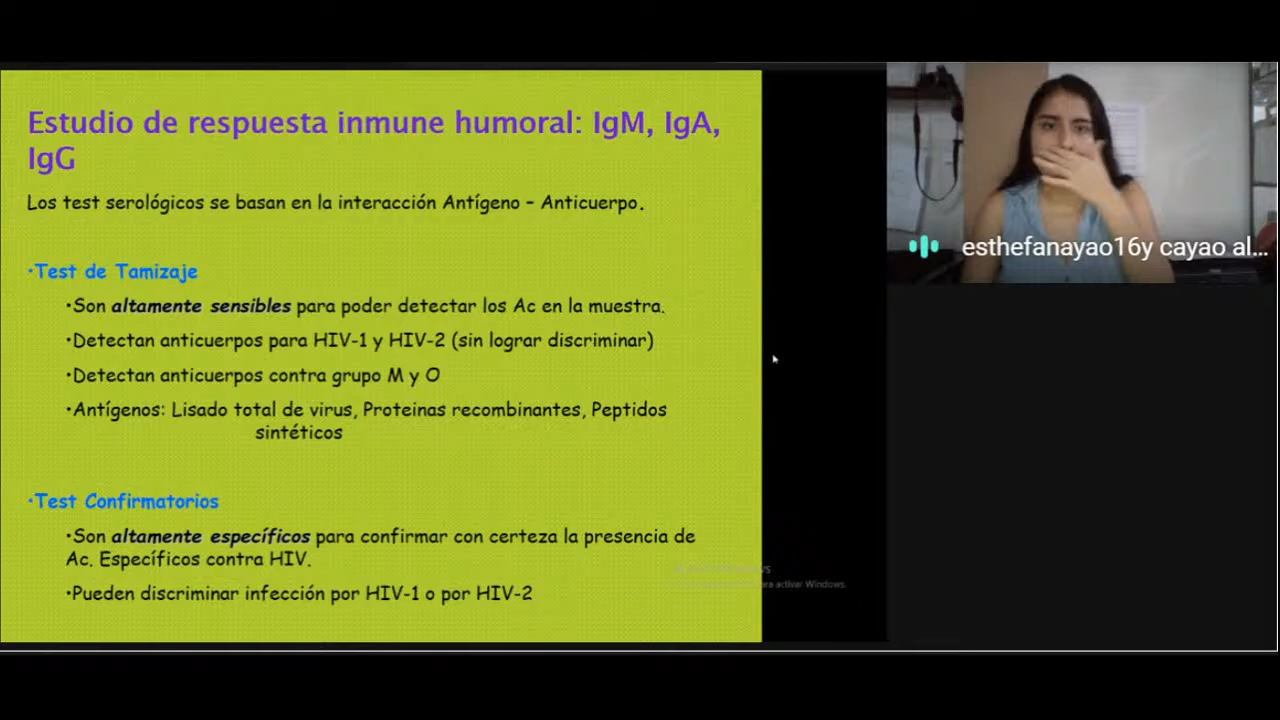 Estudio de respuesta inmune humoral: IgM, IgA,
IgG
Los test serológicos se basan en la interacción Antígeno – Anticuerpo.
•Test de Tamizaje
•Son altamente sensibles para poder detectar los Ac en la muestra.
•Detectan anticuerpos para HIV-1 y HIV-2 (sin lograr discriminar)
•Detectan anticuerpos contra grupo M y O
•Antígenos: Lisado total de virus, Proteinas recombinantes, Peptidos
sintéticos
•Test Confirmatorios
•Son altamente específicos para confirmar con certeza la presencia de
Ac. Específicos contra HIV.
•Pueden discriminar infección por HIV-1 o por HIV-2
para activar Windows.
esthefanayao16y cayao al...